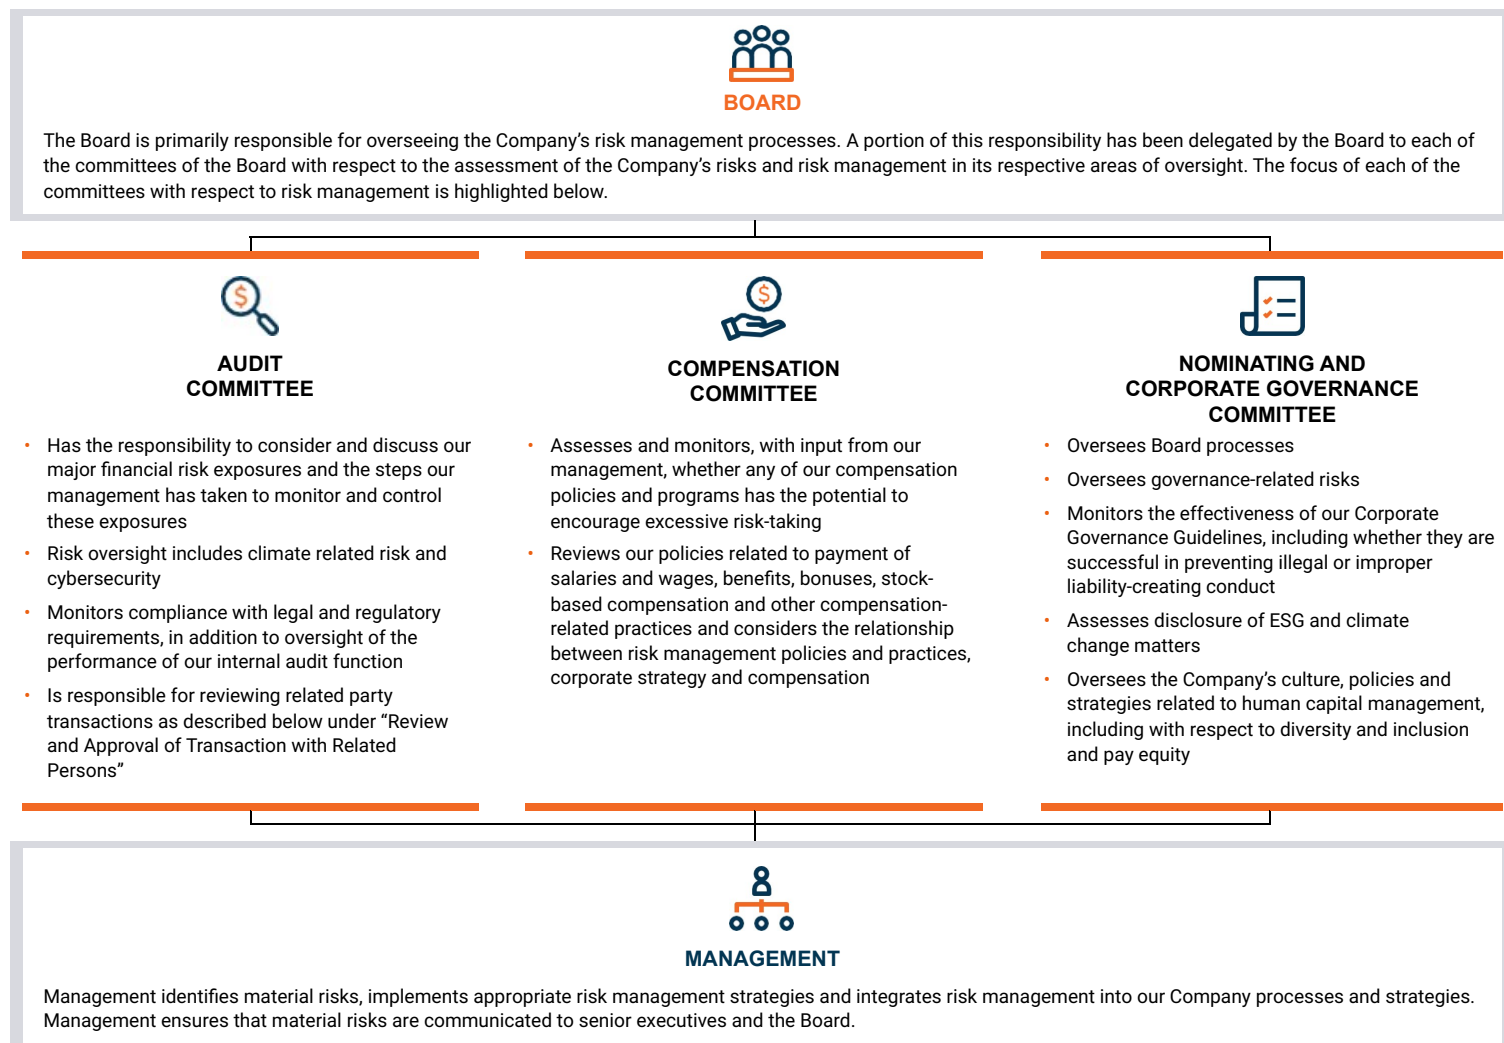 BOARD
The Board is primarily responsible for overseeing the Company’s risk management processes. A portion of this responsibility has been delegated by the Board to each of
the committees of the Board with respect to the assessment of the Company’s risks and risk management in its respective areas of oversight. The focus of each of the
committees with respect to risk management is highlighted below.
AUDIT
COMMITTEE
• Has the responsibility to consider and discuss our
major financial risk exposures and the steps our
management has taken to monitor and control
these exposures
• Risk oversight includes climate related risk and
cybersecurity
• Monitors compliance with legal and regulatory
requirements, in addition to oversight of the
performance of our internal audit function
• Is responsible for reviewing related party
transactions as described below under “Review
and Approval of Transaction with Related
Persons”
COMPENSATION
COMMITTEE
• Assesses and monitors, with input from our
management, whether any of our compensation
policies and programs has the potential to
encourage excessive risk-taking
• Reviews our policies related to payment of
salaries and wages, benefits, bonuses, stock-
based compensation and other compensation-
related practices and considers the relationship
between risk management policies and practices,
corporate strategy and compensation
NOMINATING AND
CORPORATE GOVERNANCE
COMMITTEE
• Oversees Board processes
• Oversees governance-related risks
• Monitors the effectiveness of our Corporate
Governance Guidelines, including whether they are
successful in preventing illegal or improper
liability-creating conduct
• Assesses disclosure of ESG and climate
change matters
• Oversees the Company’s culture, policies and
strategies related to human capital management,
including with respect to diversity and inclusion
and pay equity
MANAGEMENT
Management identifies material risks, implements appropriate risk management strategies and integrates risk management into our Company processes and strategies.
Management ensures that material risks are communicated to senior executives and the Board.